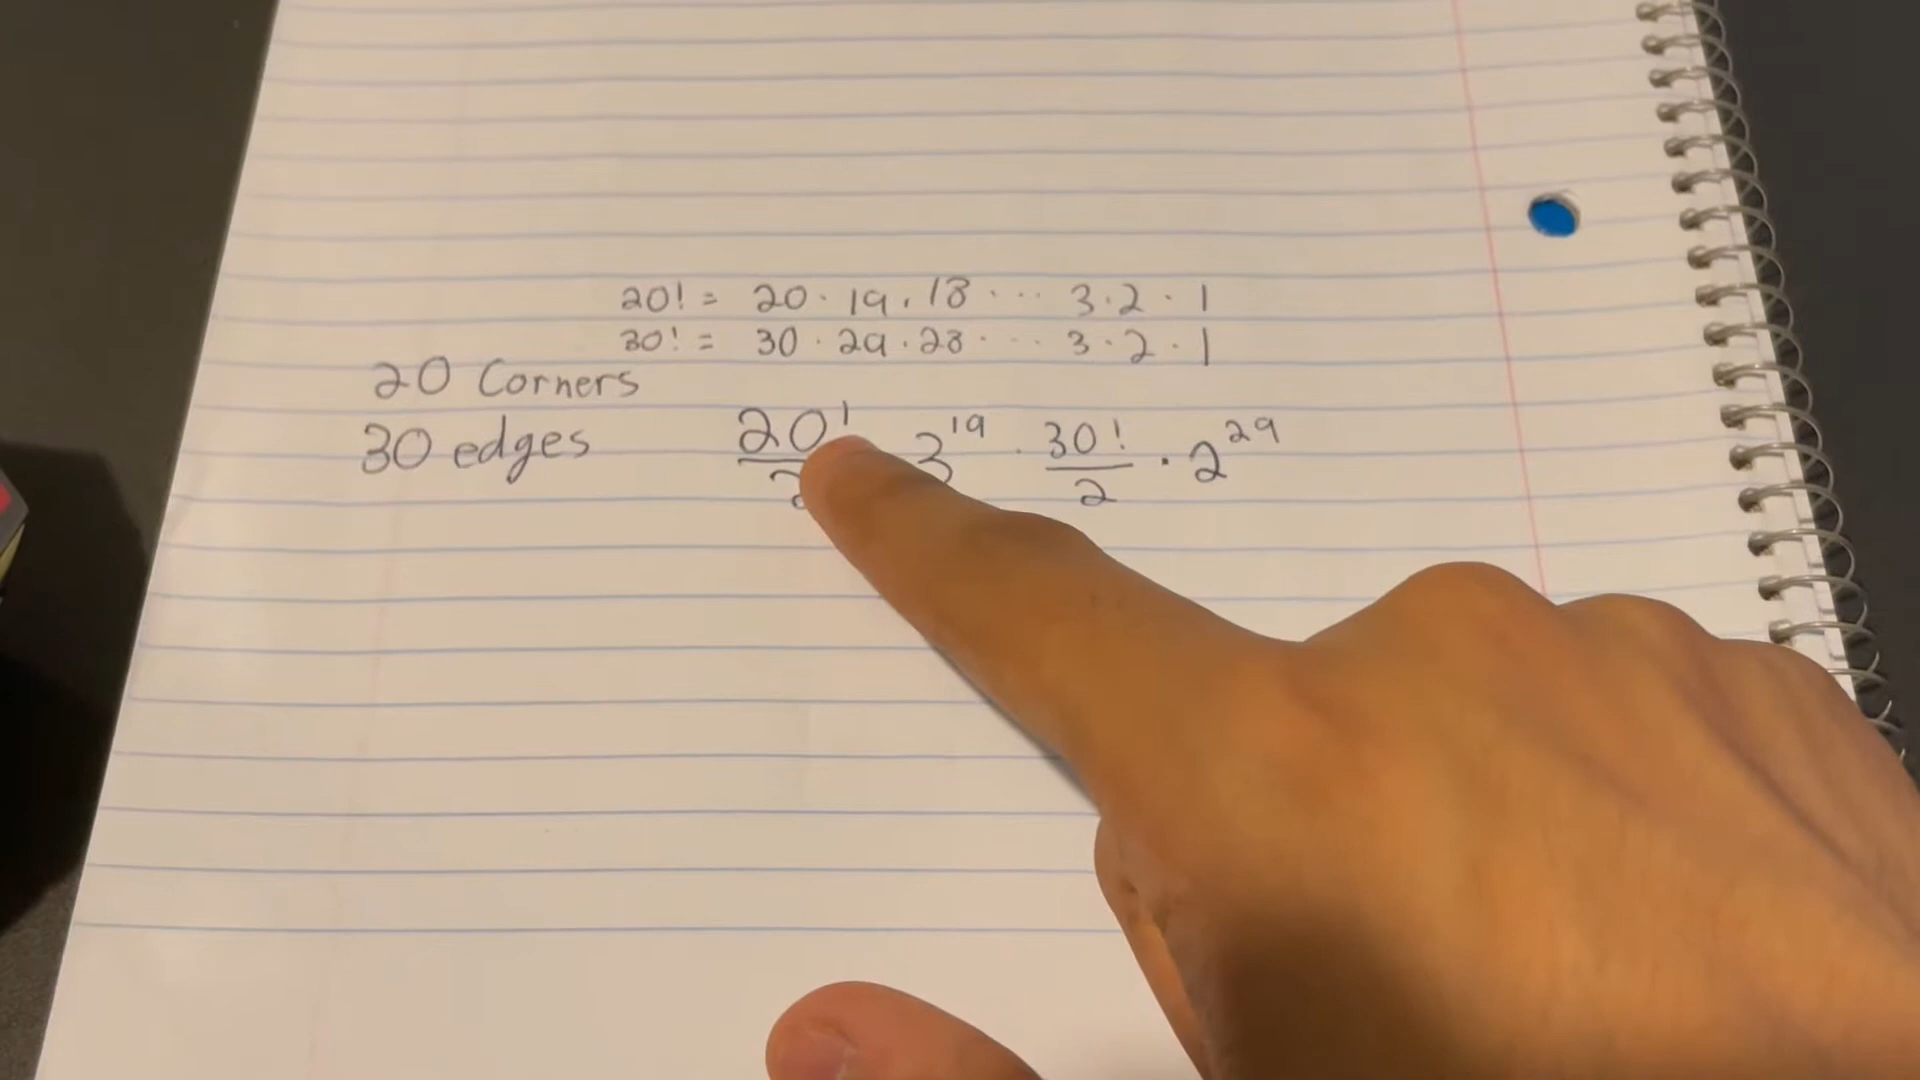 20! = 20 · 19 · 18 · ··· 3 · 2 · 1
30! = 30 · 29 · 28 · ··· 3 · 2 · 1
20 Corners
30 edges
20!/2 3^19 · 30!/2 · 2^29